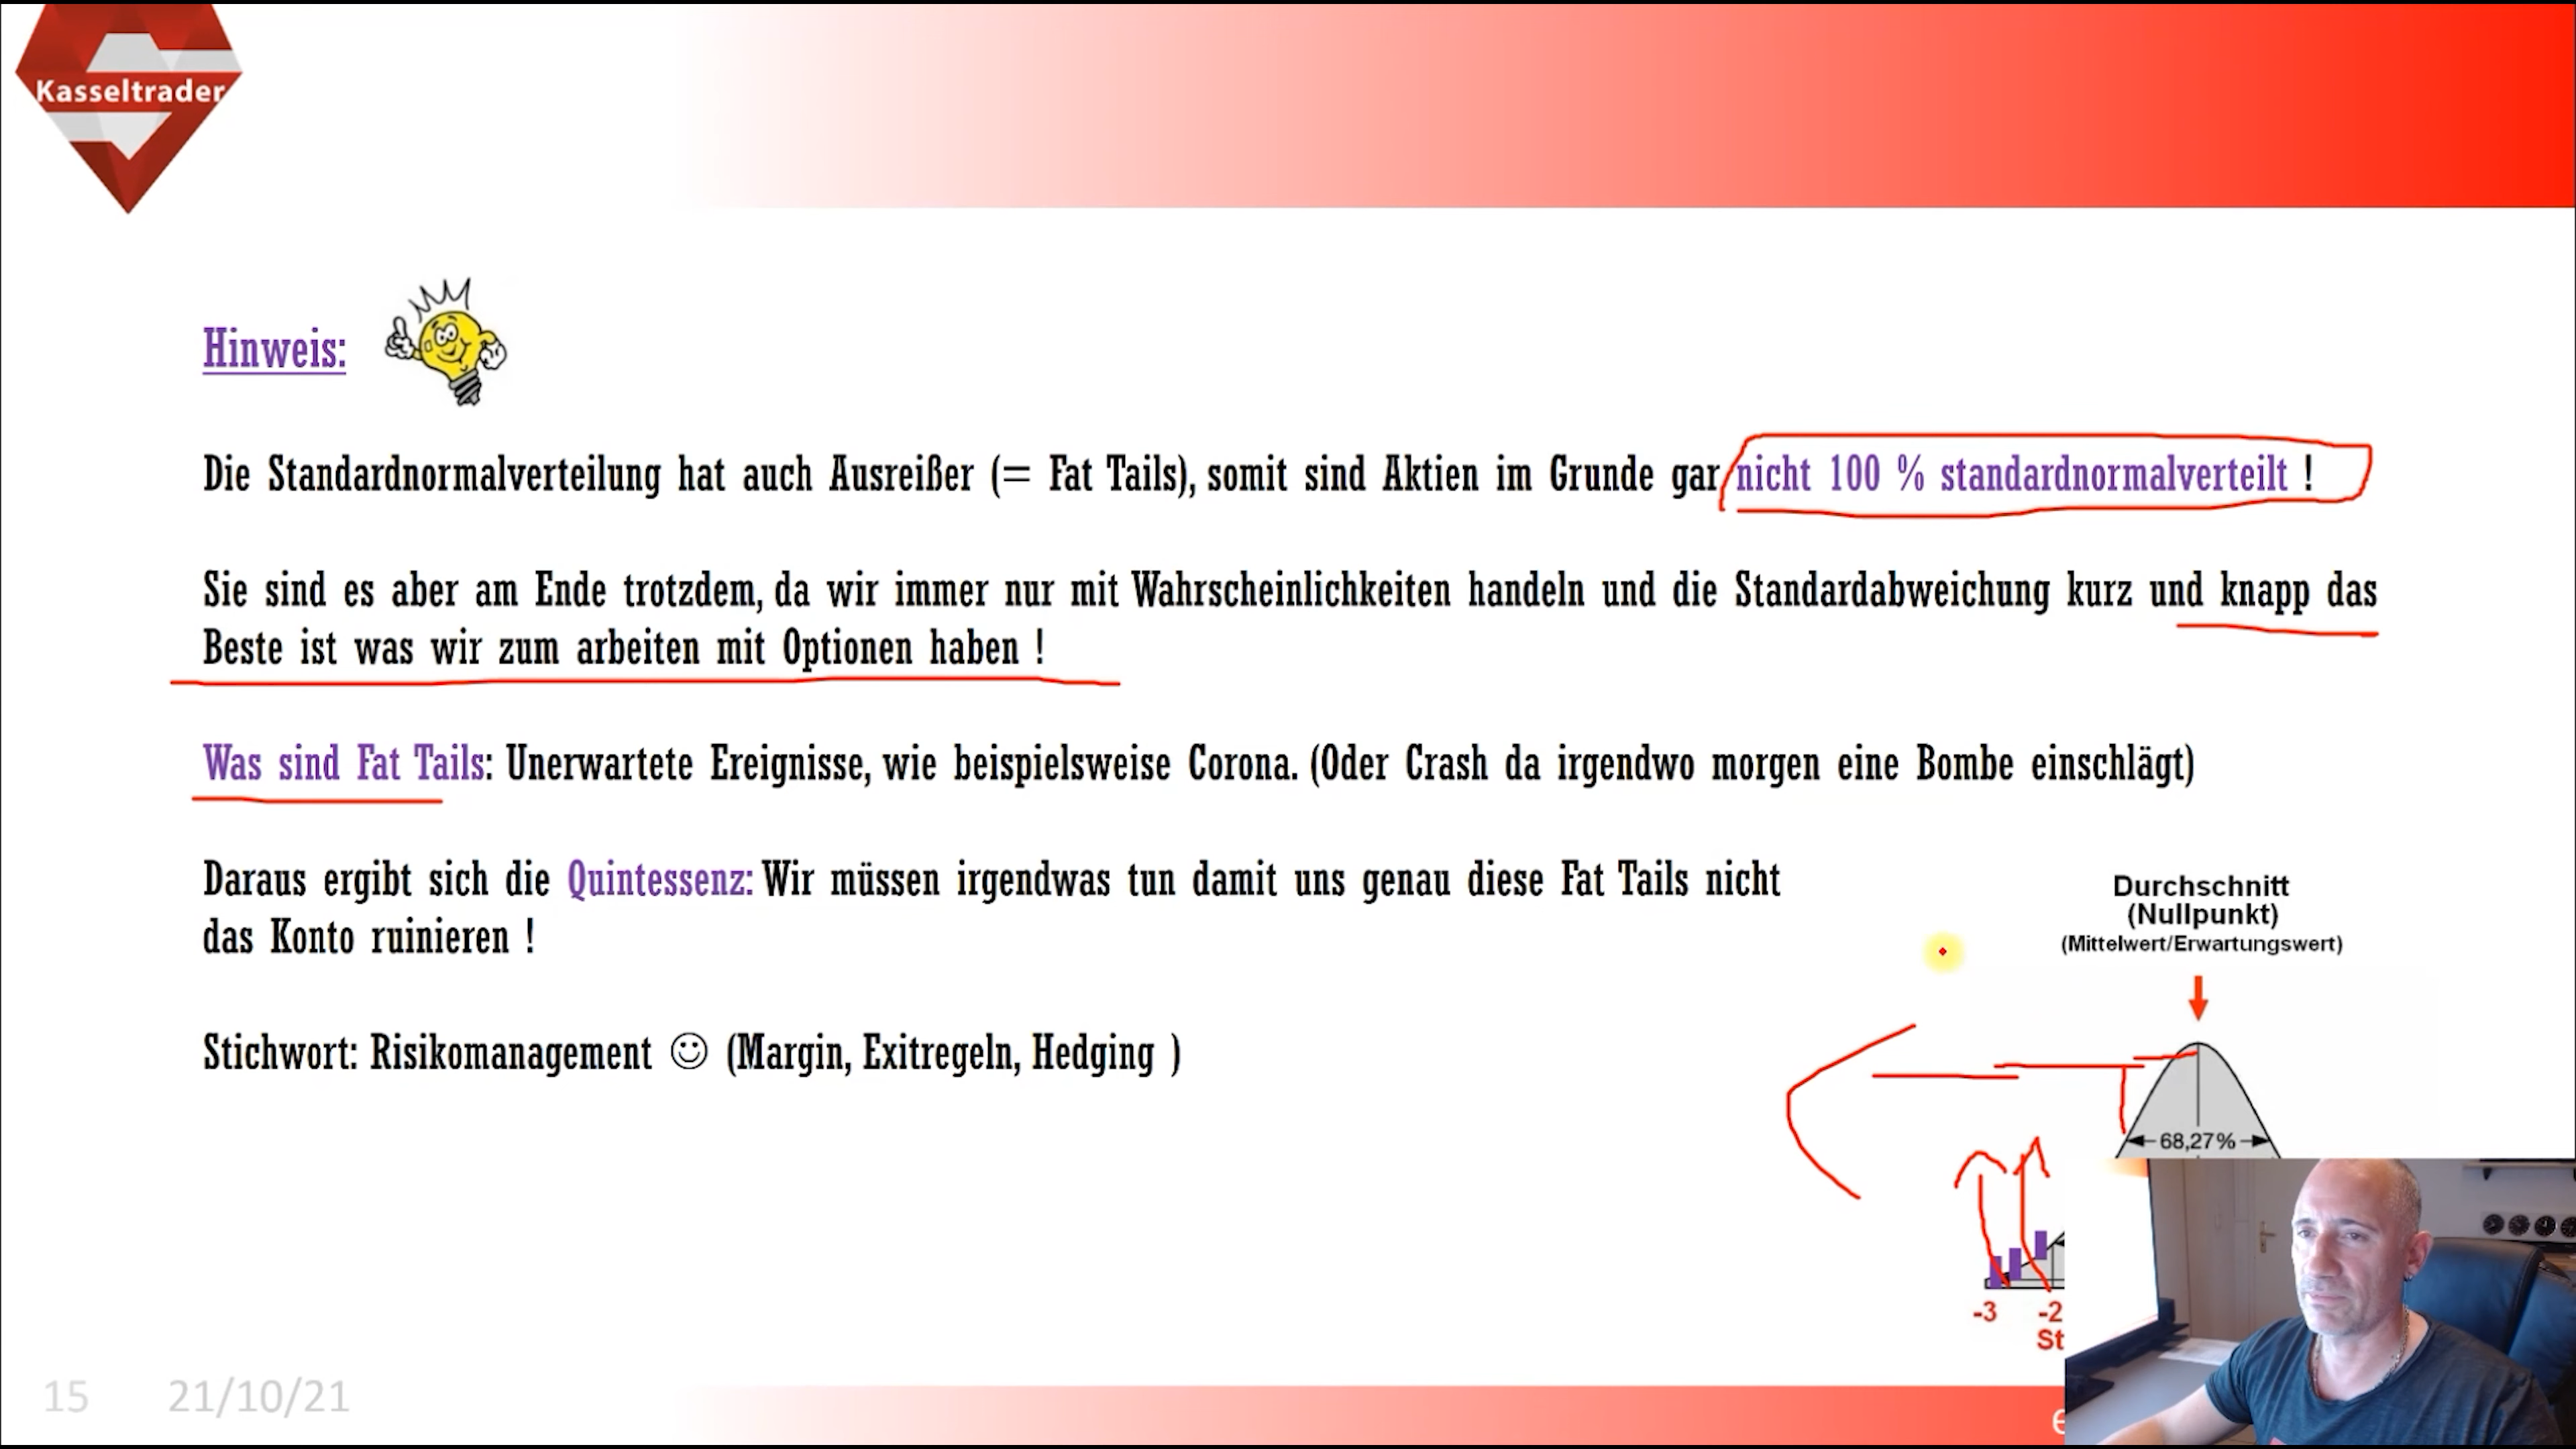 Kasseltrader
Hinweis:
Die Standardnormalverteilung hat auch Ausreißer (= Fat Tails), somit sind Aktien im Grunde gar nicht 100 % standardnormalverteilt !
Sie sind es aber am Ende trotzdem, da wir immer nur mit Wahrscheinlichkeiten handeln und die Standardabweichung kurz und knapp das
Beste ist was wir zum arbeiten mit Optionen haben !
Was sind Fat Tails: Unerwartete Ereignisse, wie beispielsweise Corona. (Oder Crash da irgendwo morgen eine Bombe einschlägt)
Daraus ergibt sich die Quintessenz: Wir müssen irgendwas tun damit uns genau diese Fat Tails nicht
das Konto ruinieren !
Stichwort: Risikomanagement ☺ (Margin, Exitregeln, Hedging )
Durchschnitt
(Nullpunkt)
(Mittelwert/Erwartungswert)
68,27%
-3 -2
St
15 21/10/21